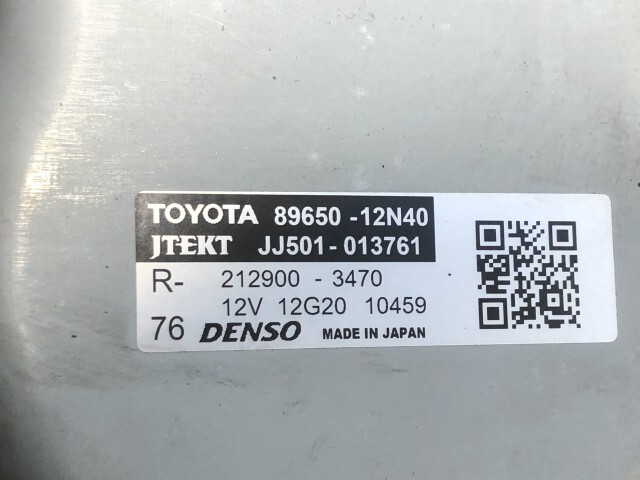 TOYOTA 89650-12N40
JTEKT JJ501-013761
R- 212900-3470
12V 12G20 10459
76 DENSO MADE IN JAPAN